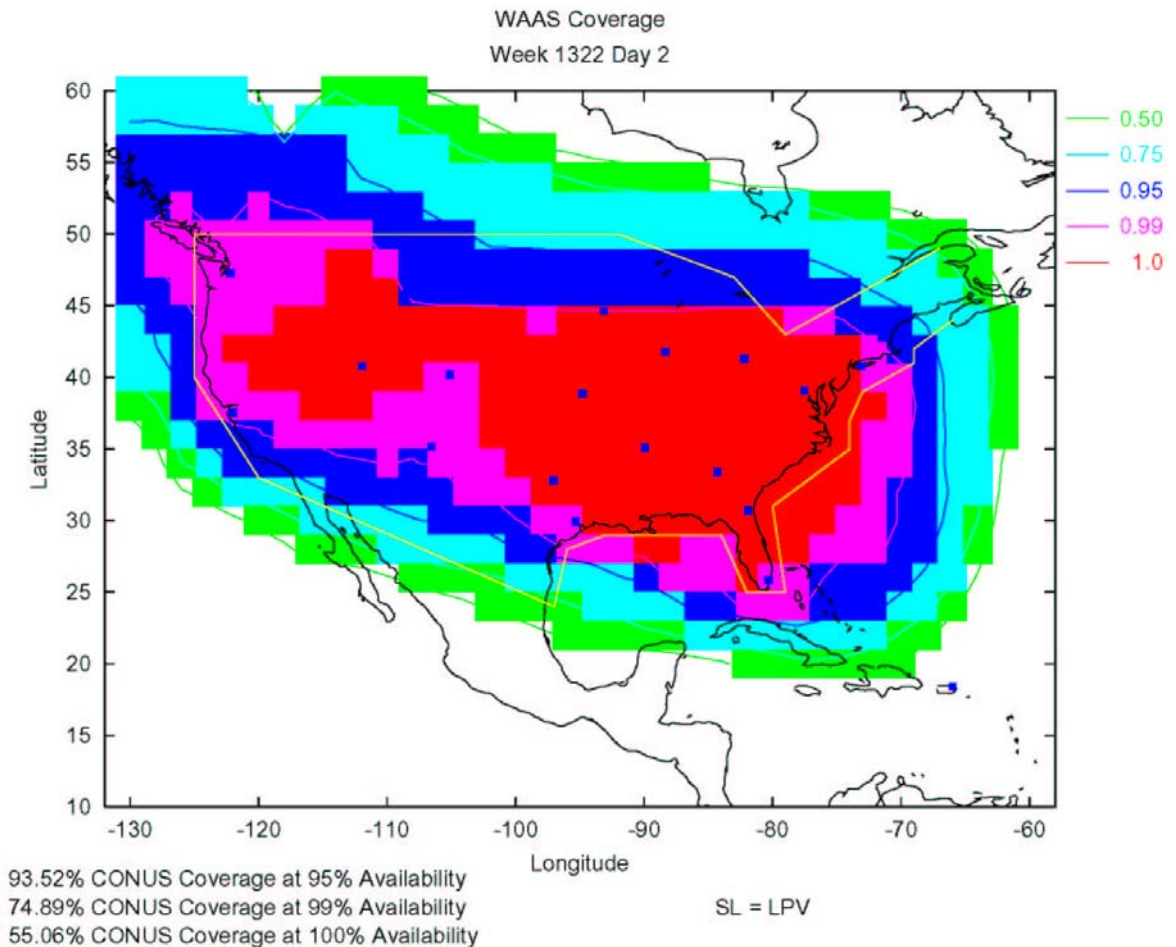 WAAS Coverage
Week 1322 Day 2
60
55
50
45
40
35
30
25
20
15
10
Latitude
0.50
0.75
0.95
0.99
1.0
-130 -120 -110 -100 -90 -80 -70 -60
Longitude
93.52% CONUS Coverage at 95% Availability
74.89% CONUS Coverage at 99% Availability
55.06% CONUS Coverage at 100% Availability
SL = LPV